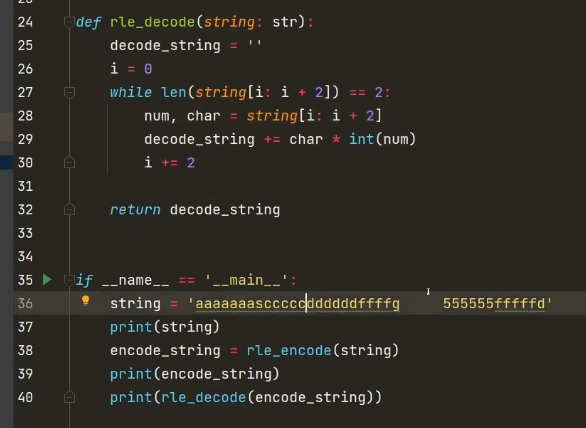 24 def rle_decode(string: str):
25     decode_string = ''
26     i = 0
27     while len(string[i: i + 2]) == 2:
28         num, char = string[i: i + 2]
29         decode_string += char * int(num)
30         i += 2
31
32     return decode_string
33
34
35 if __name__ == '__main__':
36     string = 'aaaaaaascccccddddddffffg     555555fffffd'
37     print(string)
38     encode_string = rle_encode(string)
39     print(encode_string)
40     print(rle_decode(encode_string))